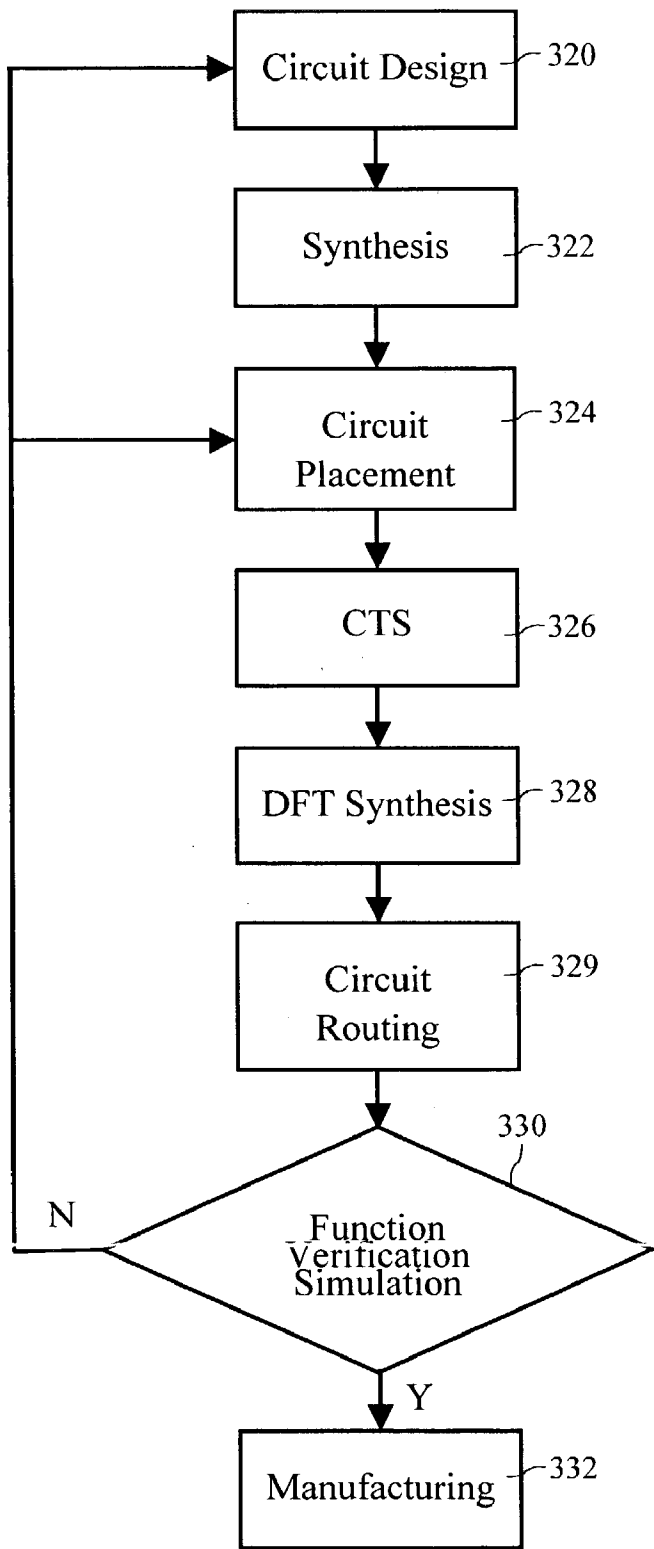 Circuit Design
320
Synthesis
322
Circuit
Placement
324
CTS
326
DFT Synthesis
328
Circuit
Routing
329
330
Function
Verification
Simulation
N
Y
Manufacturing
332